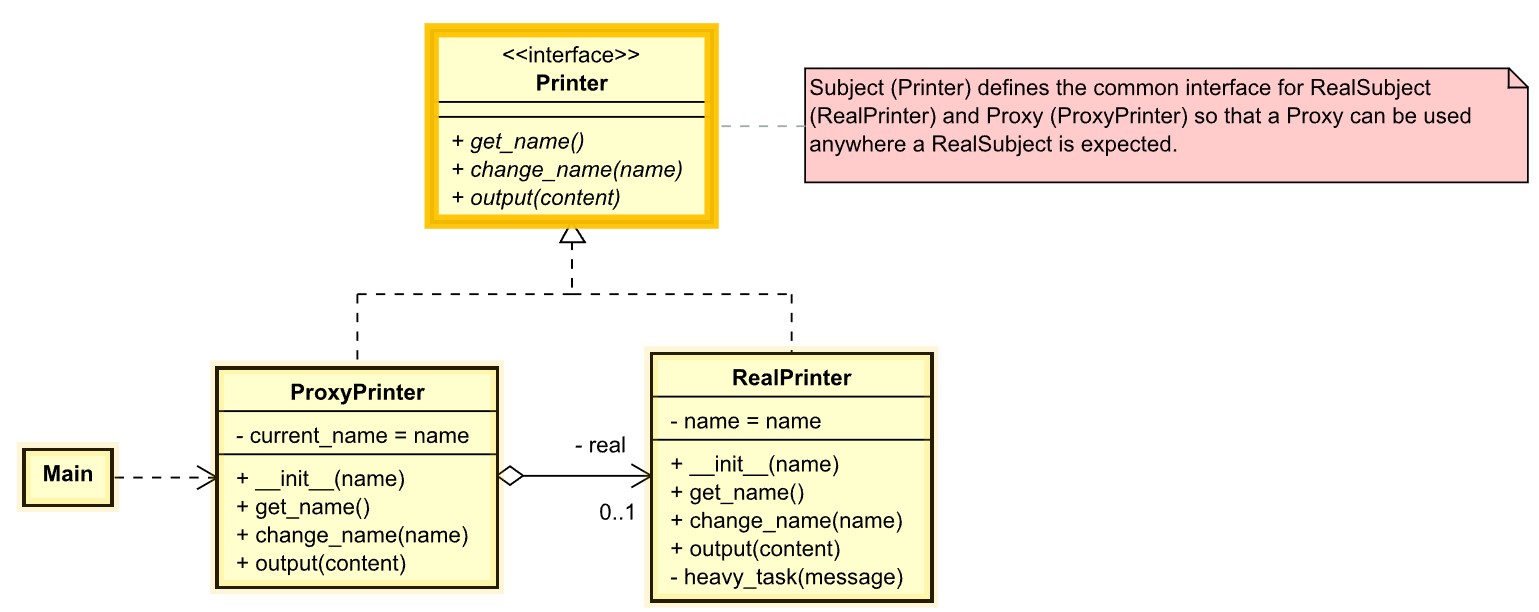 <<interface>>
Printer
+ get_name()
+ change_name(name)
+ output(content)
Subject (Printer) defines the common interface for RealSubject
(RealPrinter) and Proxy (ProxyPrinter) so that a Proxy can be used
anywhere a RealSubject is expected.
Main
ProxyPrinter
- current_name = name
+ __init__(name)
+ get_name()
+ change_name(name)
+ output(content)
- real
0..1
RealPrinter
- name = name
+ __init__(name)
+ get_name()
+ change_name(name)
+ output(content)
- heavy_task(message)